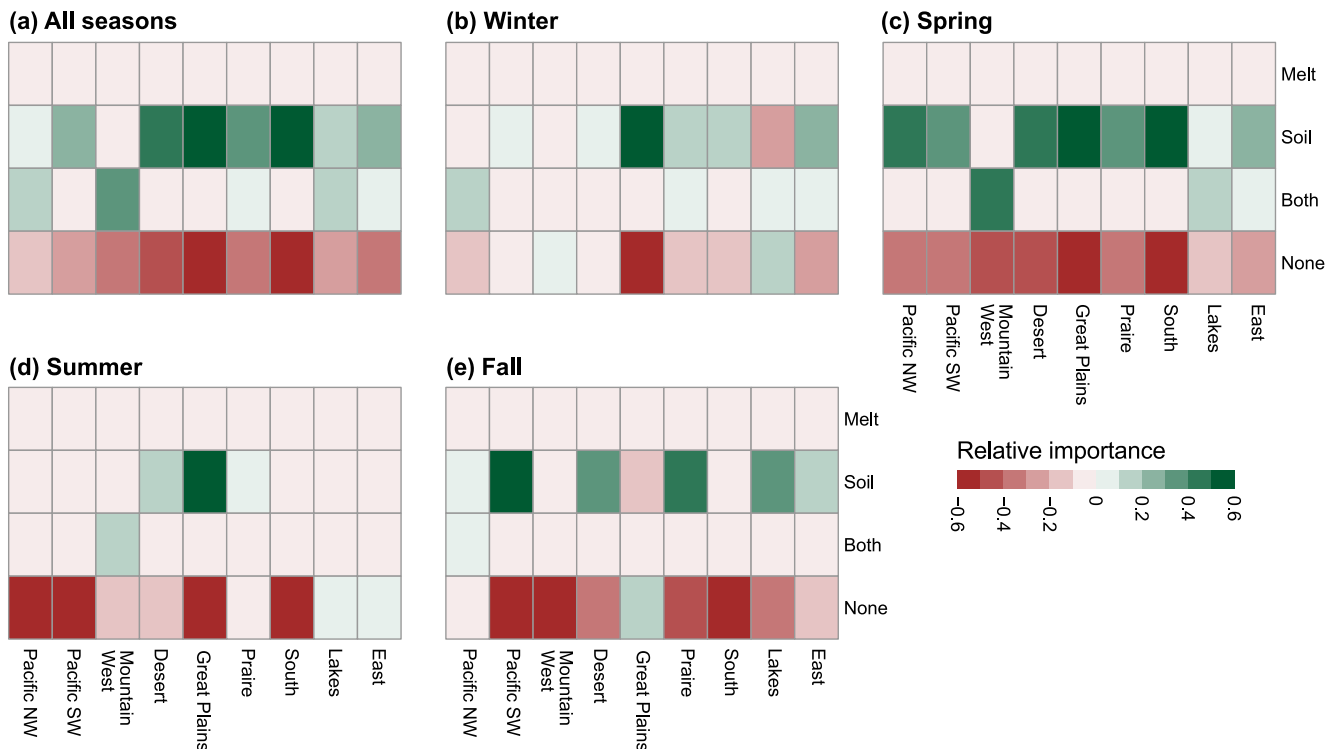 (a) All seasons
(b) Winter
(c) Spring
Melt
Soil
Both
None
Pacific NW
Pacific SW
Mountain
West
Desert
Great Plains
Praire
South
Lakes
East
(d) Summer
(e) Fall
Melt
Soil
Both
None
Pacific NW
Pacific SW
Mountain
West
Desert
Great Plains
Praire
South
Lakes
East
Pacific NW
Pacific SW
Mountain
West
Desert
Great Plains
Praire
South
Lakes
East
Relative importance
−0.6
−0.4
−0.2
0
0.2
0.4
0.6